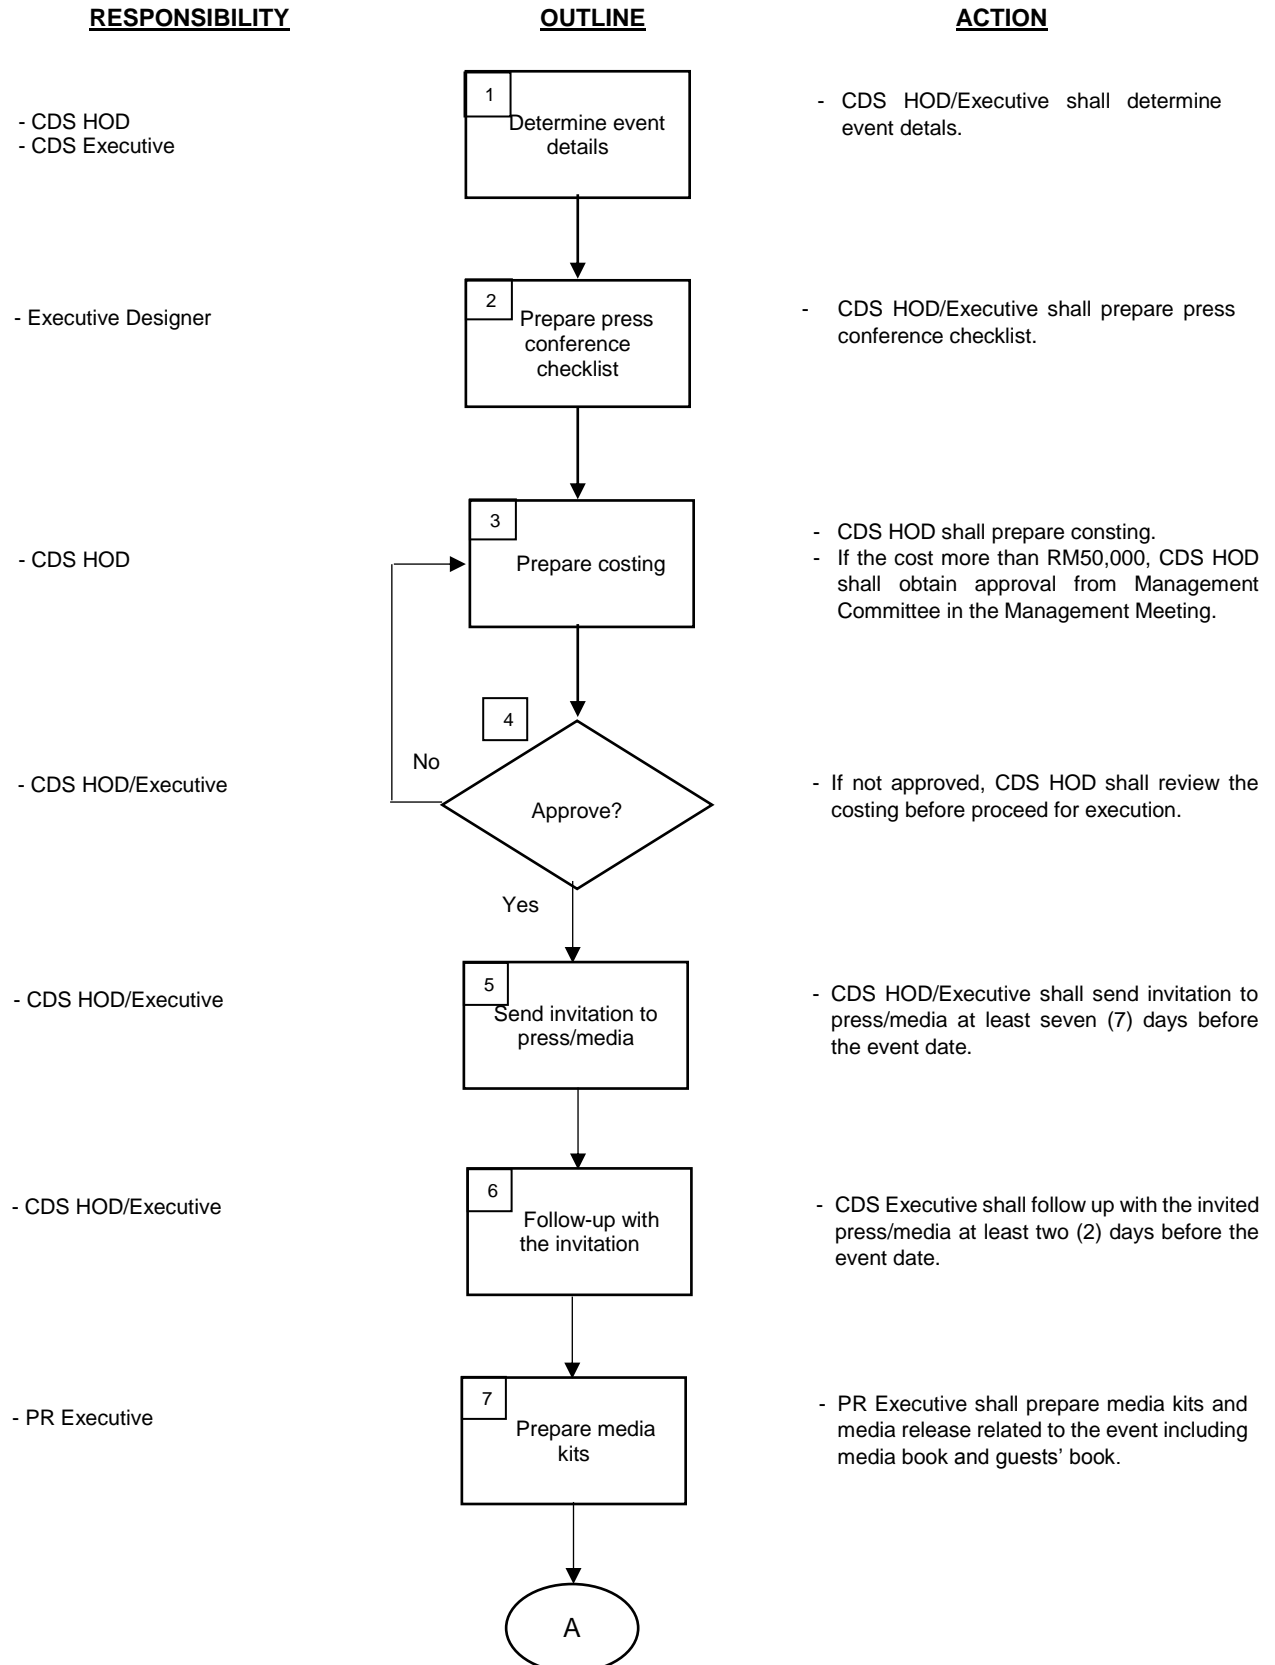 RESPONSIBILITY
OUTLINE
ACTION
- CDS HOD
- CDS Executive
1
Determine event
details
- CDS HOD/Executive shall determine
event detals.
- Executive Designer
2
Prepare press
conference
checklist
- CDS HOD/Executive shall prepare press
conference checklist.
- CDS HOD
3
Prepare costing
- CDS HOD shall prepare consting.
- If the cost more than RM50,000, CDS HOD
shall obtain approval from Management
Committee in the Management Meeting.
- CDS HOD/Executive
4
No
Approve?
Yes
- If not approved, CDS HOD shall review the
costing before proceed for execution.
- CDS HOD/Executive
5
Send invitation to
press/media
- CDS HOD/Executive shall send invitation to
press/media at least seven (7) days before
the event date.
- CDS HOD/Executive
6
Follow-up with
the invitation
- CDS Executive shall follow up with the invited
press/media at least two (2) days before the
event date.
- PR Executive
7
Prepare media
kits
- PR Executive shall prepare media kits and
media release related to the event including
media book and guests’ book.
A